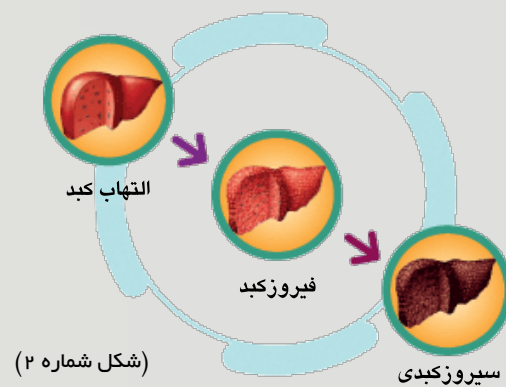 التهاب کبد
فیروزکبد
سیروزکبدی
(شکل شماره ۲)